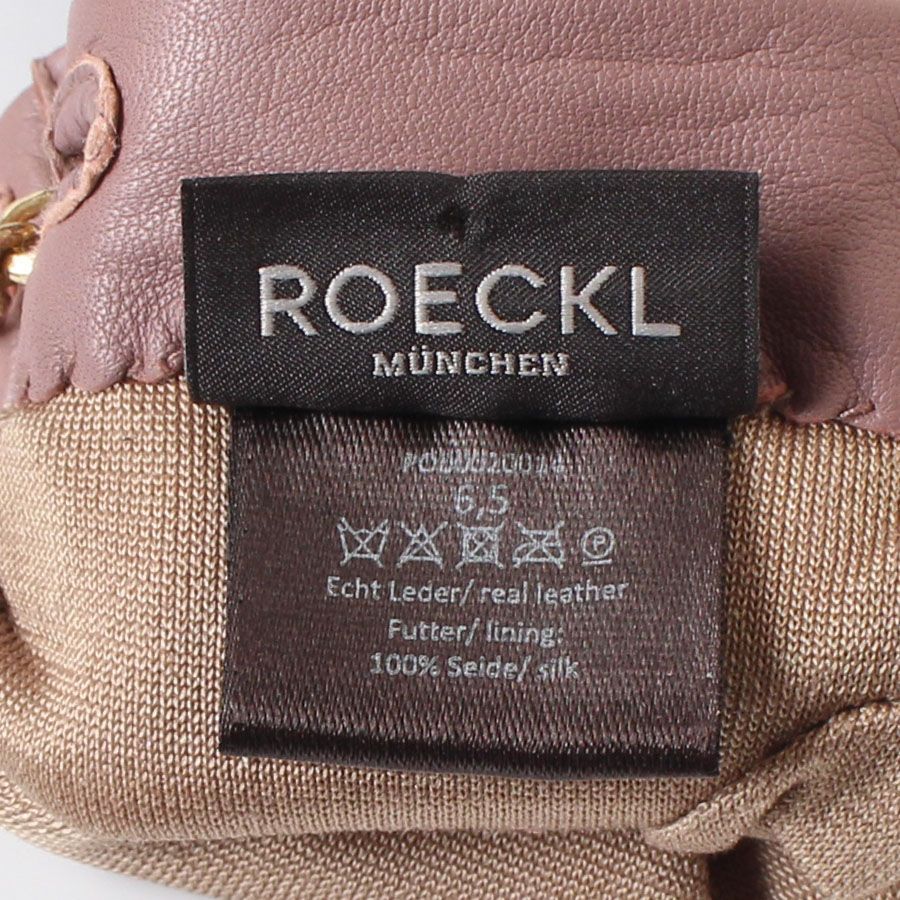 ROECKL
MÜNCHEN
6,5
P
Echt Leder/ real leather
Futter/ lining:
100% Seide/ silk